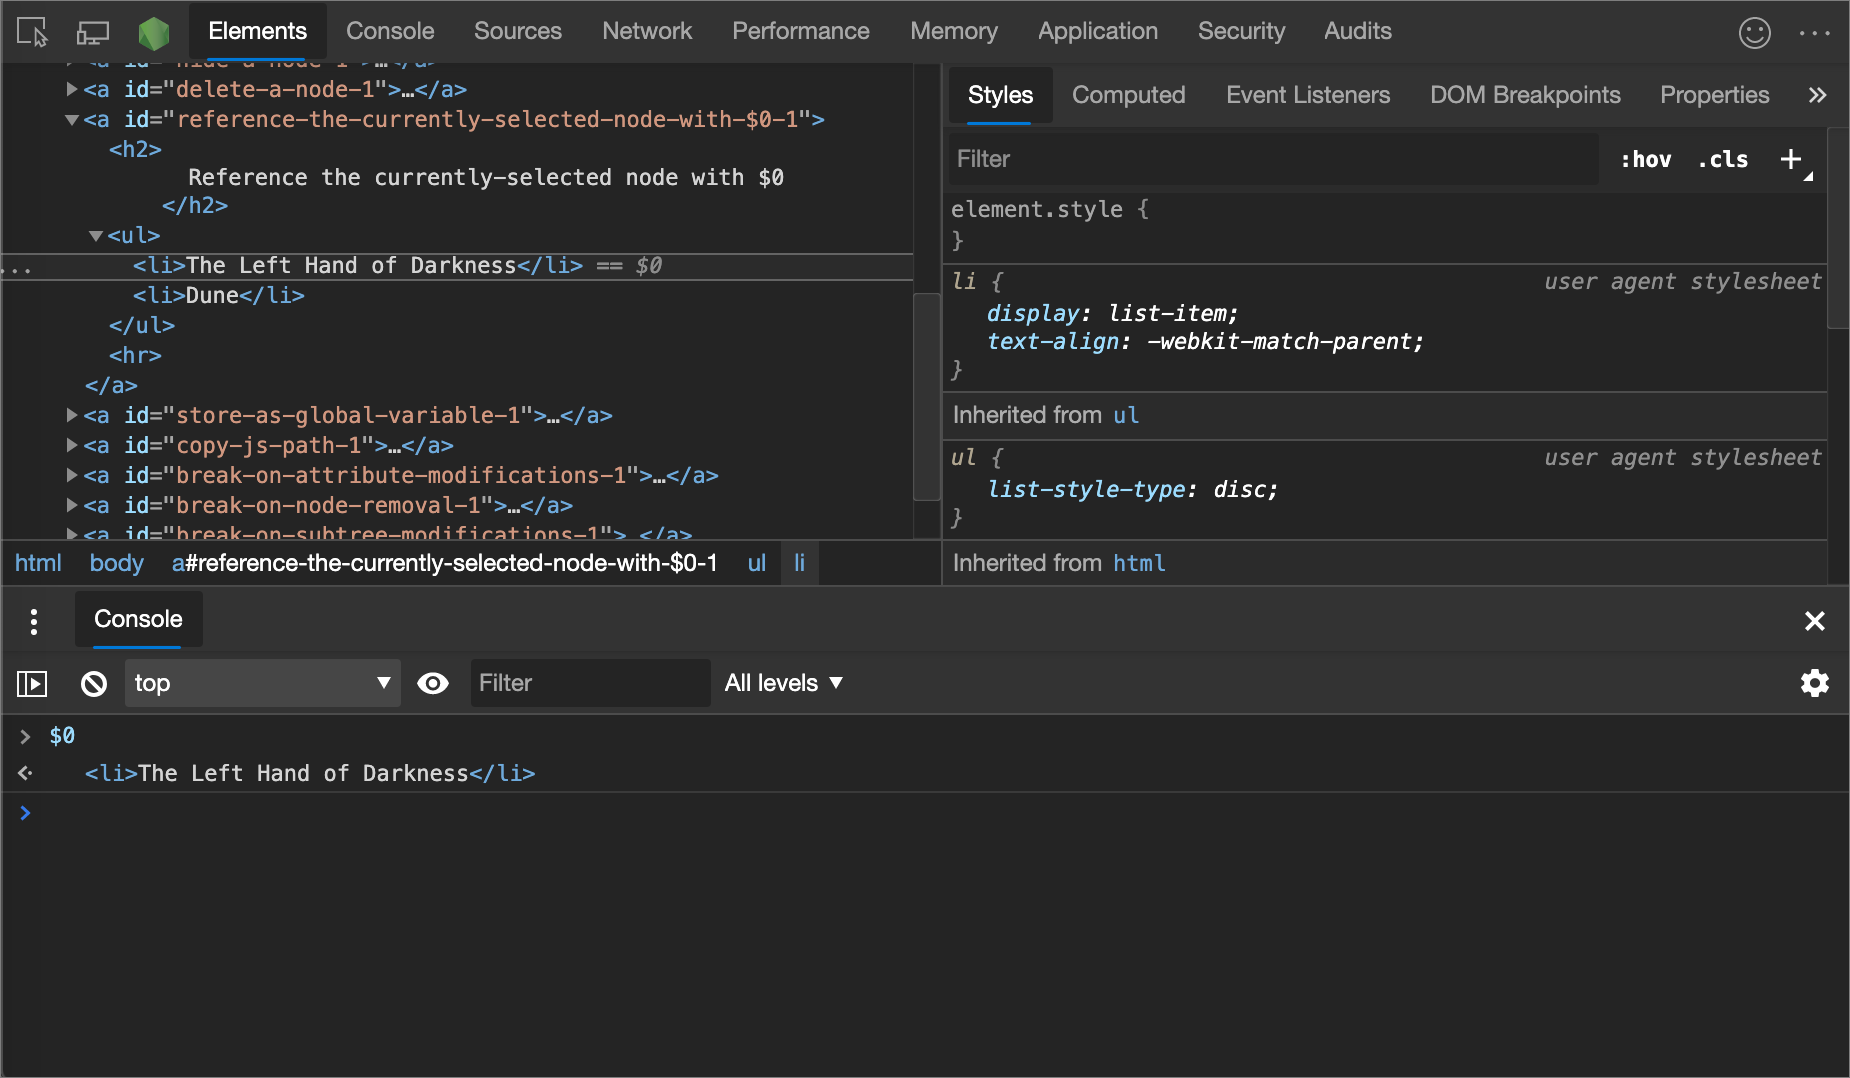 Elements Console Sources Network Performance Memory Application Security Audits
<a id="hide-a-node-1">…</a>
<a id="delete-a-node-1">…</a>
<a id="reference-the-currently-selected-node-with-$0-1">
<h2>
Reference the currently-selected node with $0
</h2>
<ul>
... <li>The Left Hand of Darkness</li> == $0
<li>Dune</li>
</ul>
<hr>
</a>
<a id="store-as-global-variable-1">…</a>
<a id="copy-js-path-1">…</a>
<a id="break-on-attribute-modifications-1">…</a>
<a id="break-on-node-removal-1">…</a>
<a id="break-on-subtree-modifications-1">…</a>
html body a#reference-the-currently-selected-node-with-$0-1 ul li
Styles Computed Event Listeners DOM Breakpoints Properties »
Filter :hov .cls +
element.style {
}
li { user agent stylesheet
display: list-item;
text-align: -webkit-match-parent;
}
Inherited from ul
ul { user agent stylesheet
list-style-type: disc;
}
Inherited from html
Console
top Filter All levels
> $0
<li>The Left Hand of Darkness</li>
>